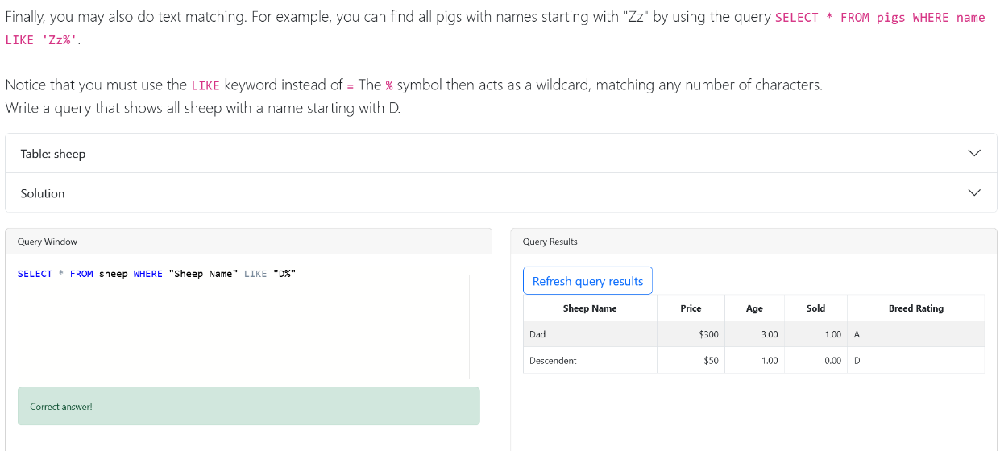 Finally, you may also do text matching. For example, you can find all pigs with names starting with "Zz" by using the query SELECT * FROM pigs WHERE name
LIKE 'Zz%'.
Notice that you must use the LIKE keyword instead of = The % symbol then acts as a wildcard, matching any number of characters.
Write a query that shows all sheep with a name starting with D.
Table: sheep
Solution
Query Window
SELECT * FROM sheep WHERE "Sheep Name" LIKE "D%"
Correct answer!
Query Results
Refresh query results
Sheep Name Price Age Sold Breed Rating
Dad $300 3.00 1.00 A
Descendent $50 1.00 0.00 D